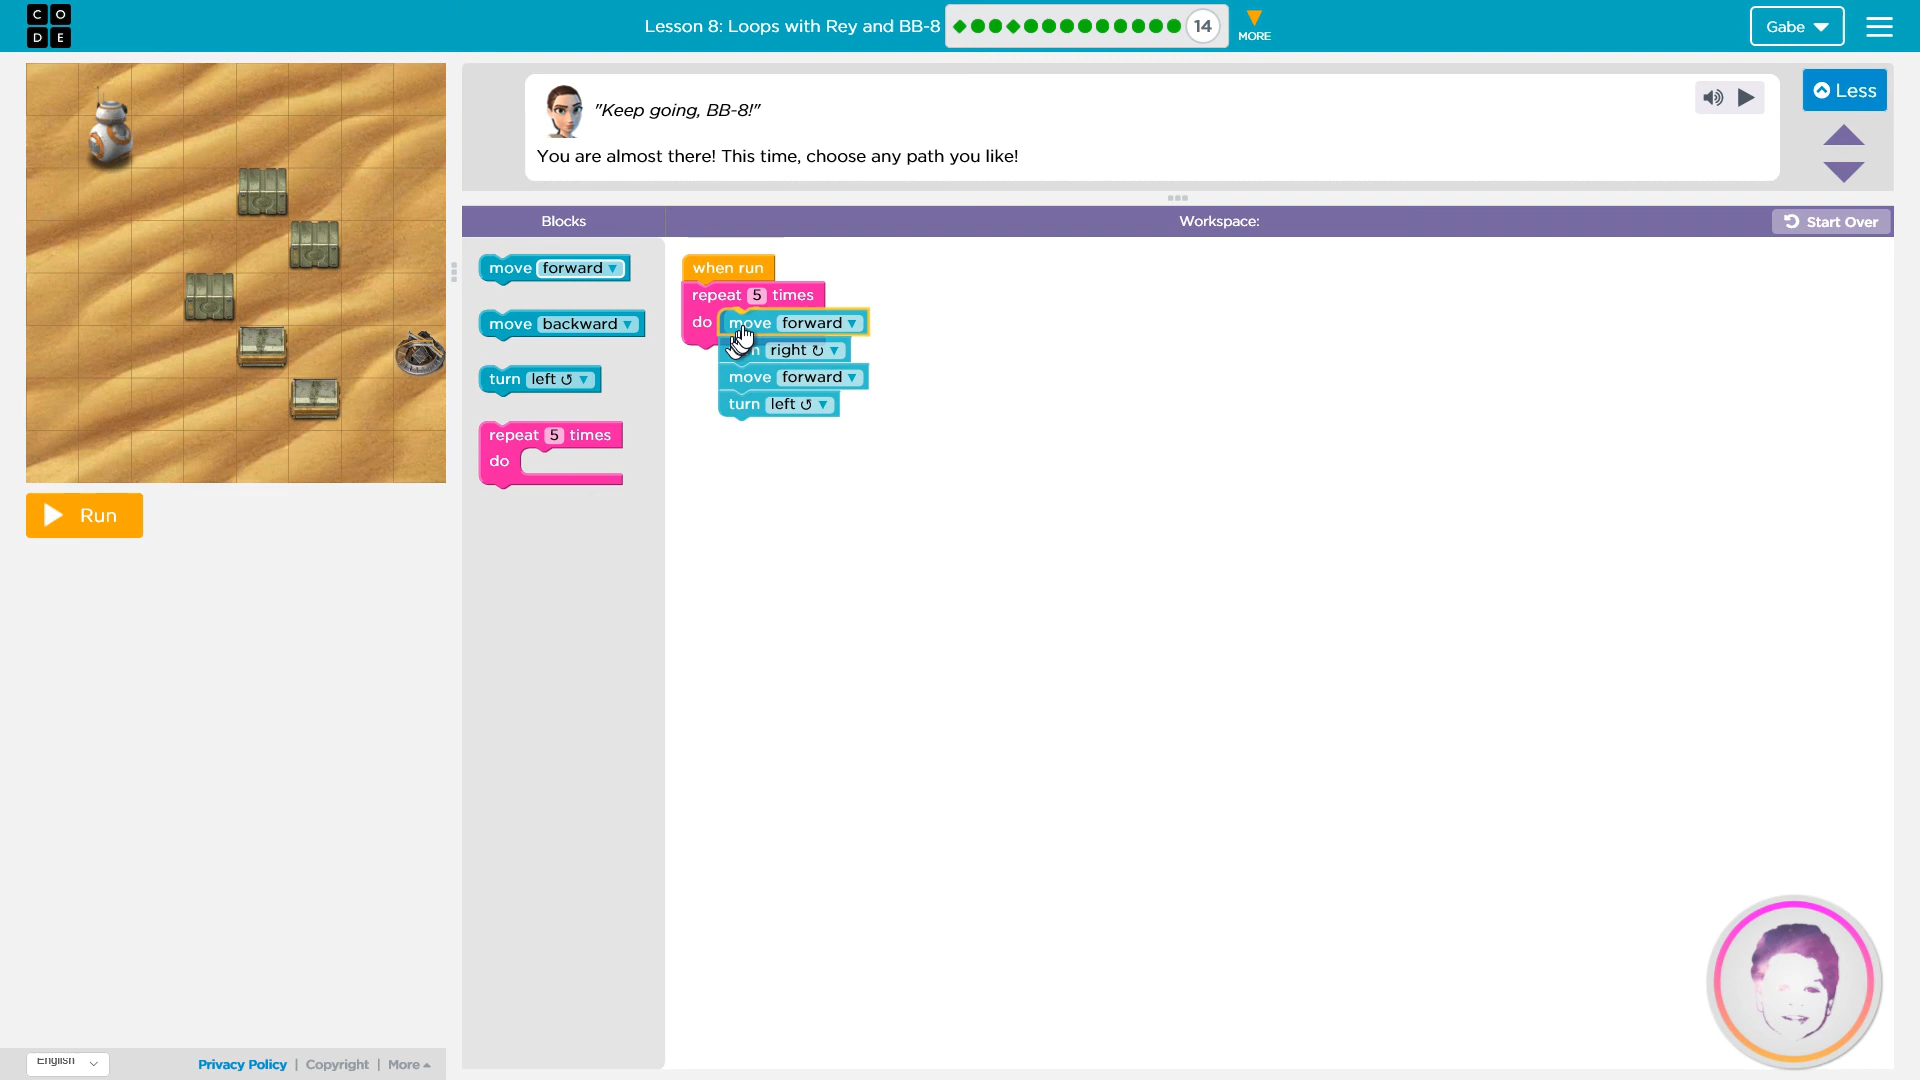 C O
D E
Lesson 8: Loops with Rey and BB-8
14
MORE
Gabe
"Keep going, BB-8!"
You are almost there! This time, choose any path you like!
Less
Blocks
Workspace:
Start Over
move forward
move backward
turn left
repeat 5 times
do
when run
repeat 5 times
do move forward
right
move forward
turn left
Run
English
Privacy Policy | Copyright | More